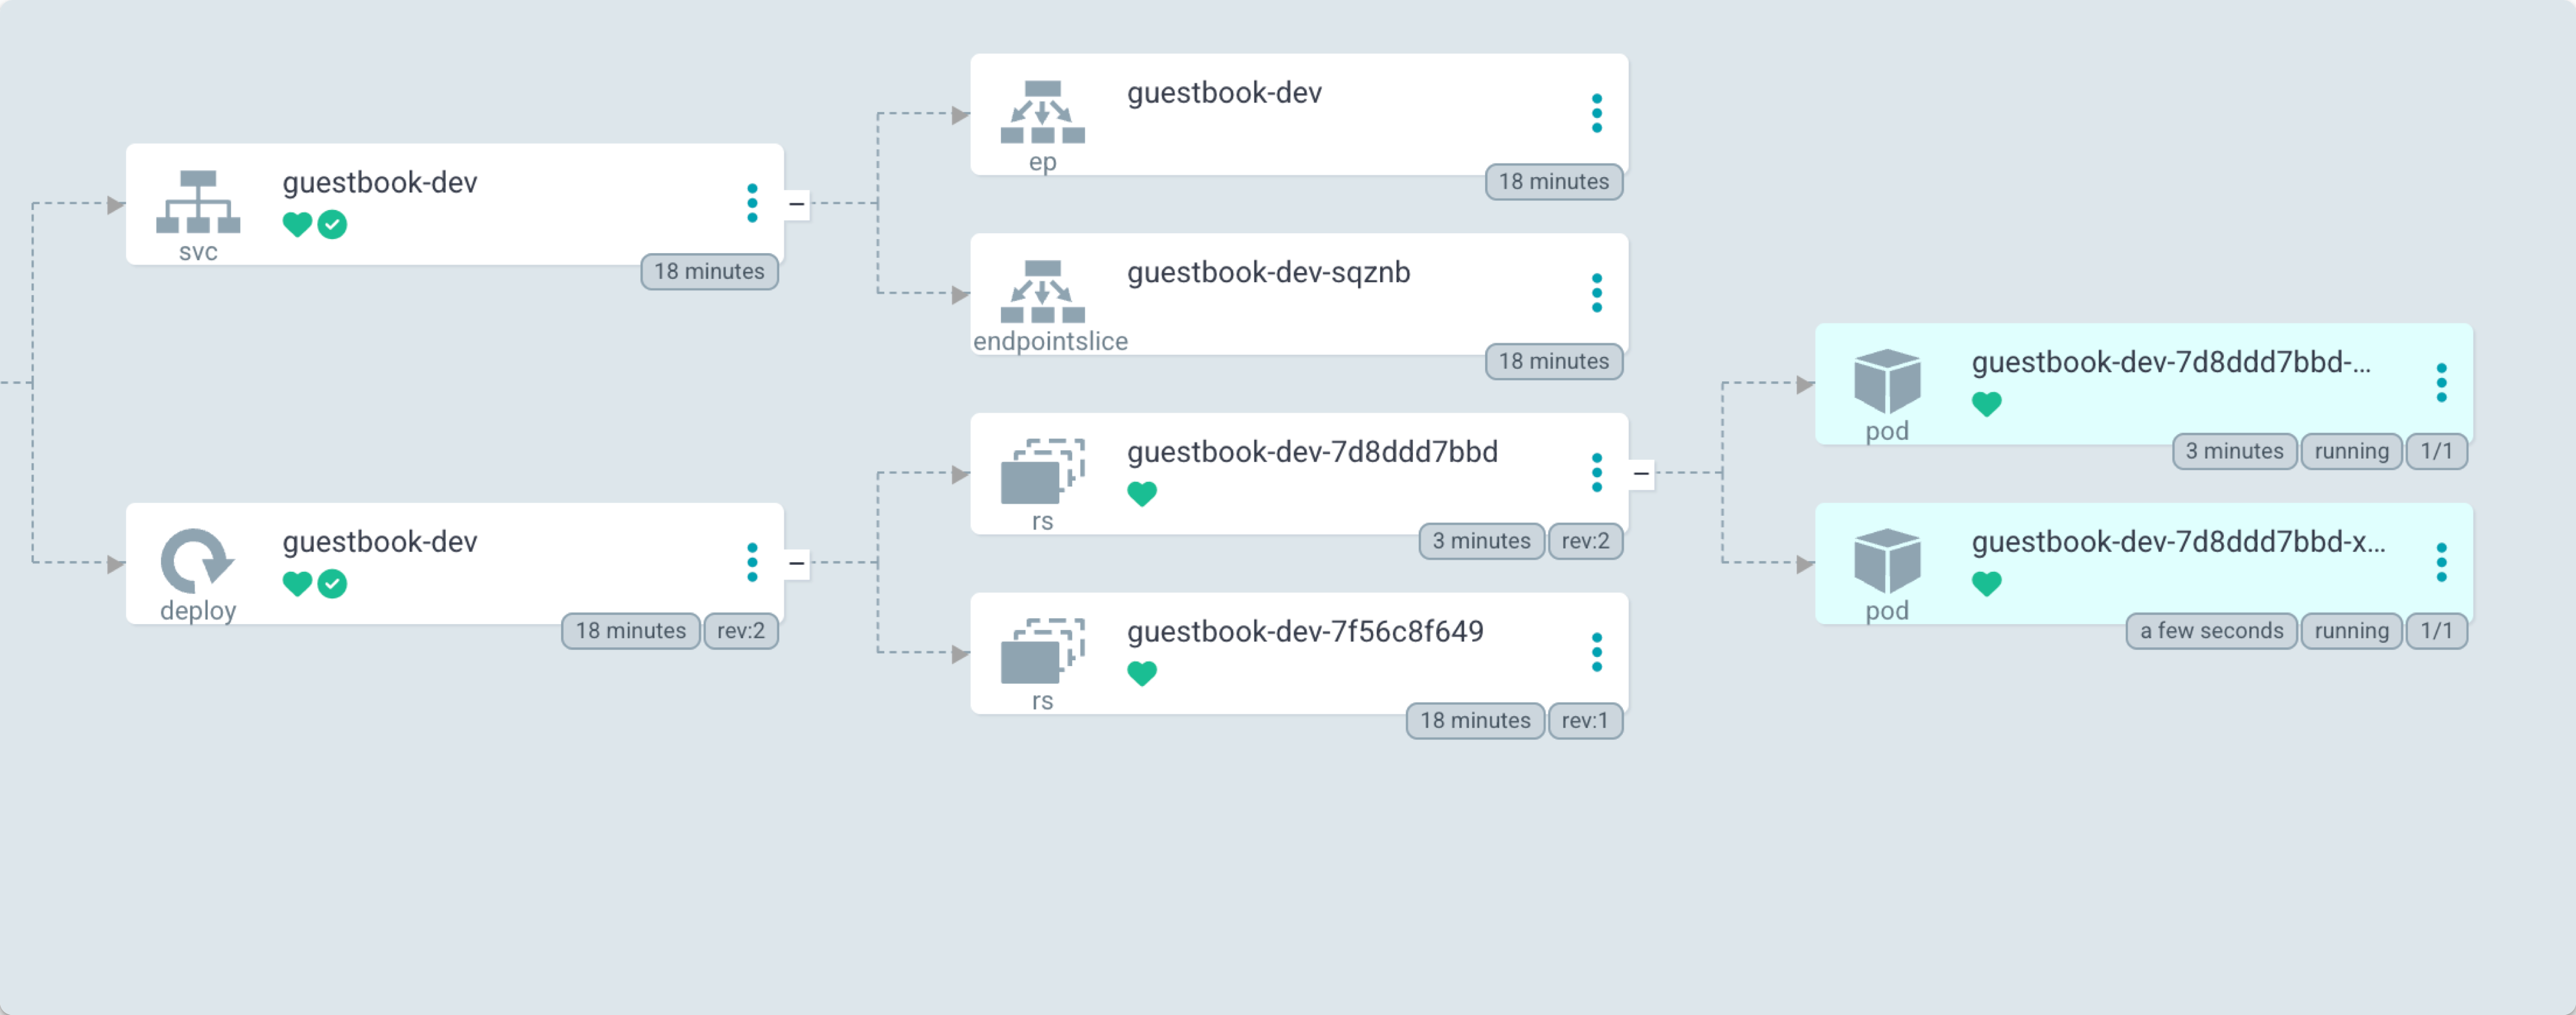 guestbook-dev
svc
18 minutes
guestbook-dev
deploy
18 minutes rev:2
guestbook-dev
ep
18 minutes
guestbook-dev-sqznb
endpointslice
18 minutes
guestbook-dev-7d8ddd7bbd
rs
3 minutes rev:2
guestbook-dev-7f56c8f649
rs
18 minutes rev:1
guestbook-dev-7d8ddd7bbd-...
pod
3 minutes running 1/1
guestbook-dev-7d8ddd7bbd-x...
pod
a few seconds running 1/1